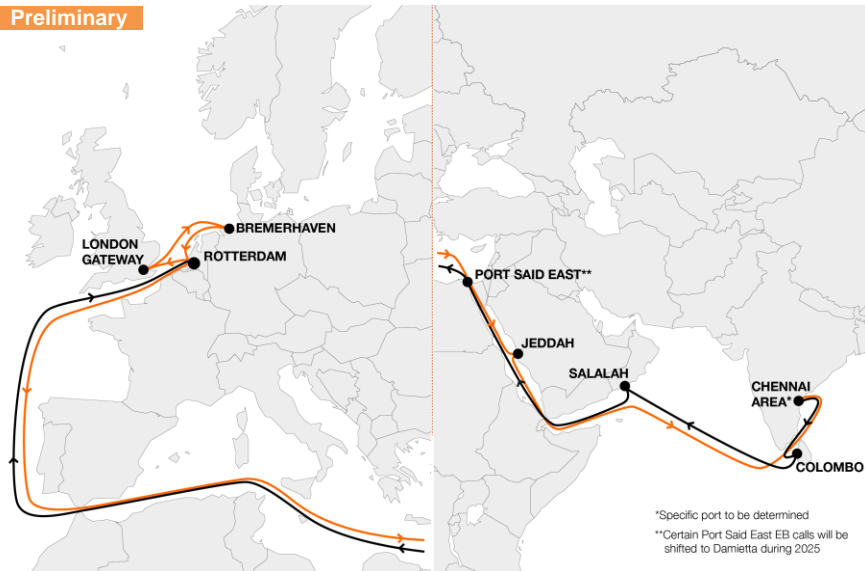 Preliminary
BREMERHAVEN
LONDON
GATEWAY
ROTTERDAM
PORT SAID EAST**
JEDDAH
SALALAH
CHENNAI
AREA*
COLOMBO
*Specific port to be determined
**Certain Port Said East EB calls will be
shifted to Damietta during 2025